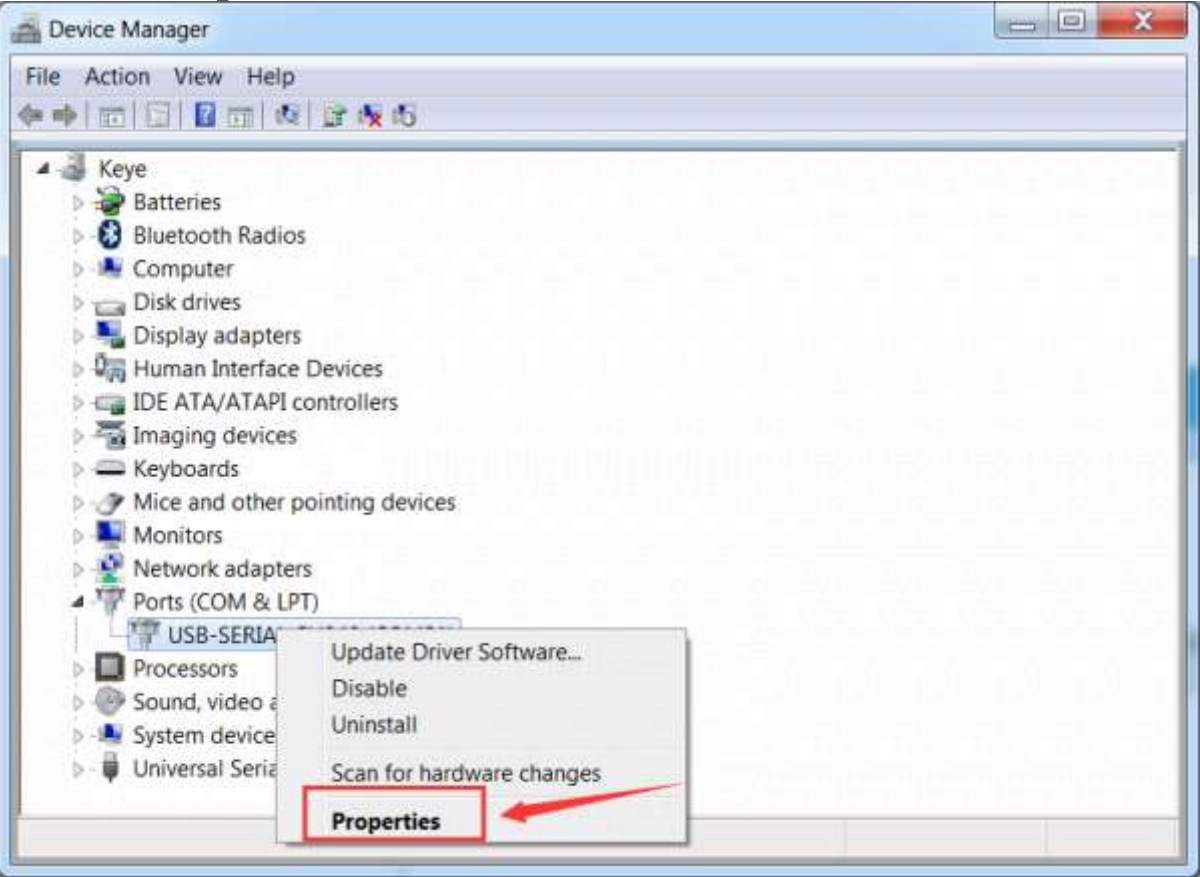 Device Manager
File Action View Help
Keye
Batteries
Bluetooth Radios
Computer
Disk drives
Display adapters
Human Interface Devices
IDE ATA/ATAPI controllers
Imaging devices
Keyboards
Mice and other pointing devices
Monitors
Network adapters
Ports (COM & LPT)
USB-SERIA
Processors
Sound, video a
System device
Universal Seria
Update Driver Software...
Disable
Uninstall
Scan for hardware changes
Properties